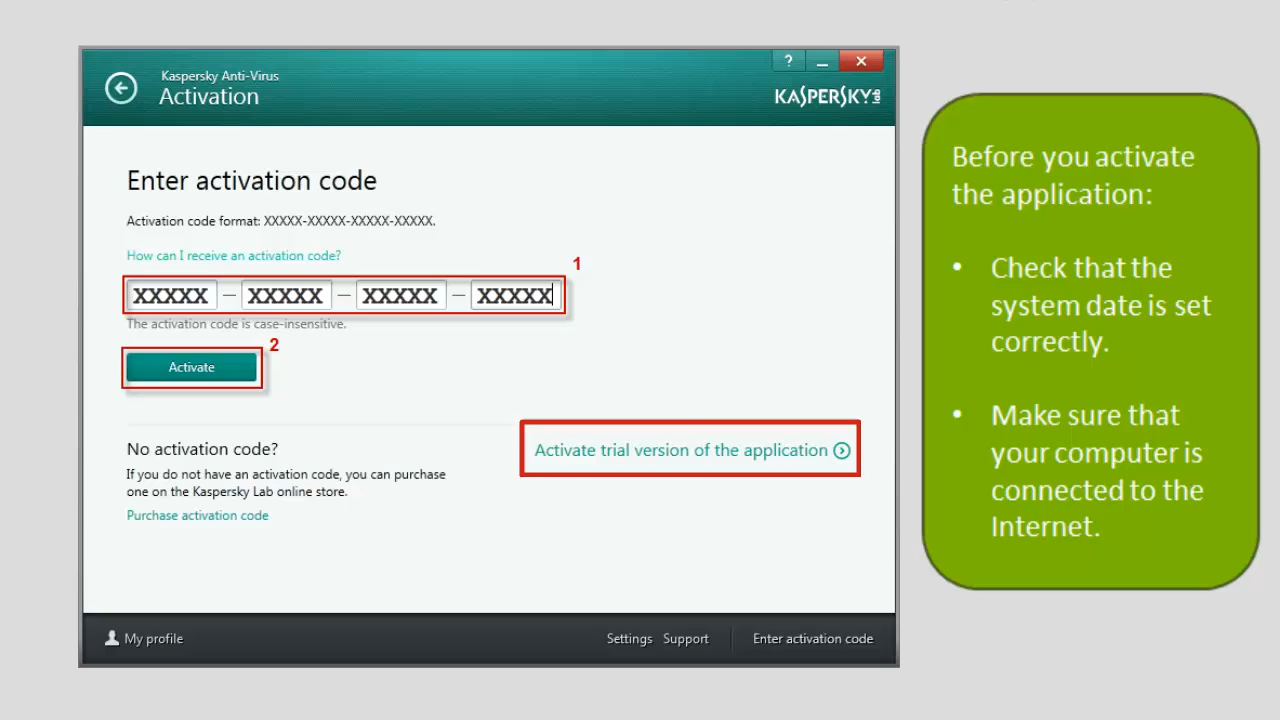 Kaspersky Anti-Virus
Activation
?
KASPERSKY LAB
Enter activation code
Activation code format: XXXXX-XXXXX-XXXXX-XXXXX.
How can I receive an activation code?
1
XXXXX – XXXXX – XXXXX – XXXXX
The activation code is case-insensitive.
2
Activate
No activation code?
If you do not have an activation code, you can purchase
one on the Kaspersky Lab online store.
Purchase activation code
Activate trial version of the application
My profile
Settings Support Enter activation code
Before you activate
the application:
• Check that the
system date is set
correctly.
• Make sure that
your computer is
connected to the
Internet.